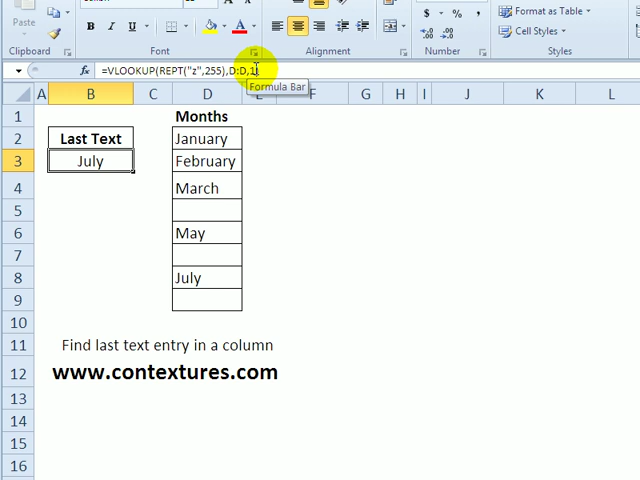 Paste
B I U A A
$ % ,
Format as Table
Cell Styles
Clipboard Font Alignment Number Styles
fx =VLOOKUP(REPT("z",255),D:D,1)
Formula Bar
A B C D E F G H I J K L
1 Months
2 Last Text January
3 July February
4 March
5
6 May
7
8 July
9
10
11 Find last text entry in a column
12 www.contextures.com
13
14
15
16